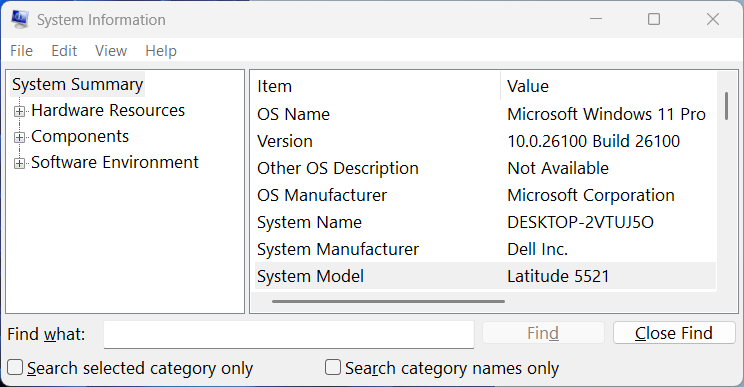 System Information
File Edit View Help
System Summary
Hardware Resources
Components
Software Environment
Item Value
OS Name Microsoft Windows 11 Pro
Version 10.0.26100 Build 26100
Other OS Description Not Available
OS Manufacturer Microsoft Corporation
System Name DESKTOP-2VTUJ5O
System Manufacturer Dell Inc.
System Model Latitude 5521
Find what: Find Close Find
Search selected category only Search category names only